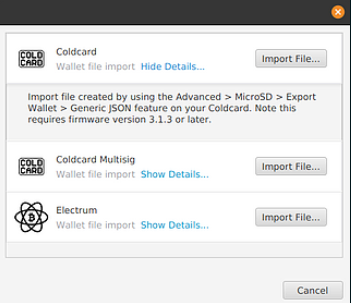 COLD
CARD
Coldcard
Wallet file import Hide Details...
Import File...
Import file created by using the Advanced > MicroSD > Export
Wallet > Generic JSON feature on your Coldcard. Note this
requires firmware version 3.1.3 or later.
COLD
CARD
Coldcard Multisig
Wallet file import Show Details...
Import File...
Electrum
Wallet file import Show Details...
Import File...
Cancel